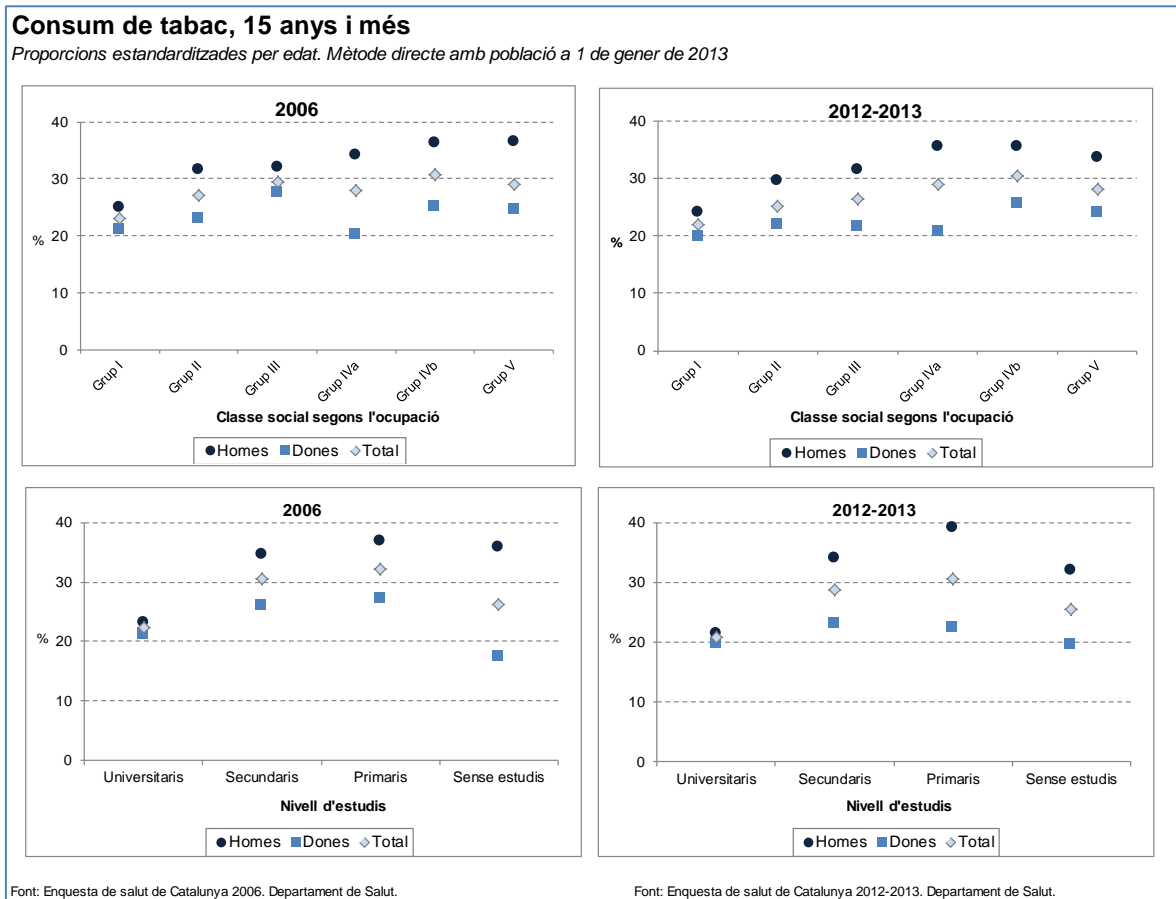 Consum de tabac, 15 anys i més
Proporcions estandarditzades per edat. Mètode directe amb població a 1 de gener de 2013
2006
40
30
20
10
0
%
Grup I
Grup II
Grup III
Grup IVa
Grup IVb
Grup V
Classe social segons l'ocupació
Homes Dones Total
2012-2013
40
30
20
10
0
%
Grup I
Grup II
Grup III
Grup IVa
Grup IVb
Grup V
Classe social segons l'ocupació
Homes Dones Total
2006
40
30
20
10
0
%
Universitaris Secundaris Primaris Sense estudis
Nivell d'estudis
Homes Dones Total
2012-2013
40
30
20
10
0
%
Universitaris Secundaris Primaris Sense estudis
Nivell d'estudis
Homes Dones Total
Font: Enquesta de salut de Catalunya 2006. Departament de Salut.
Font: Enquesta de salut de Catalunya 2012-2013. Departament de Salut.